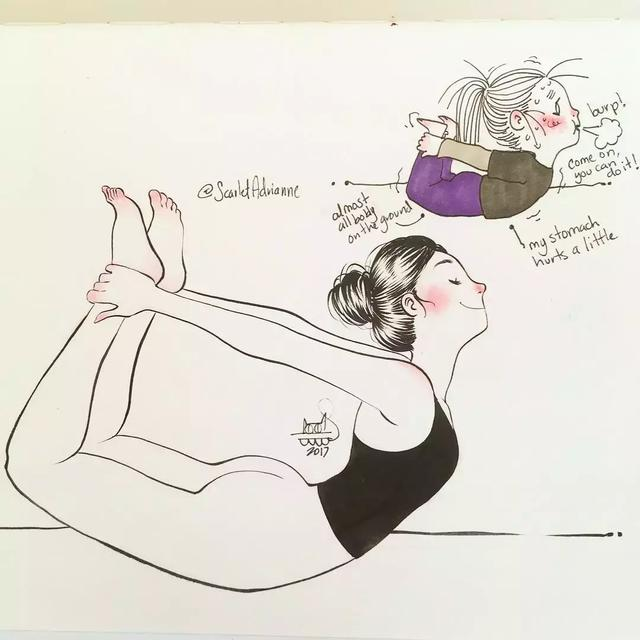 @ScarletAdrianne
burp!
come on,
you can
do it!
almost
all body
on the ground
my stomach
hurts a little
2017